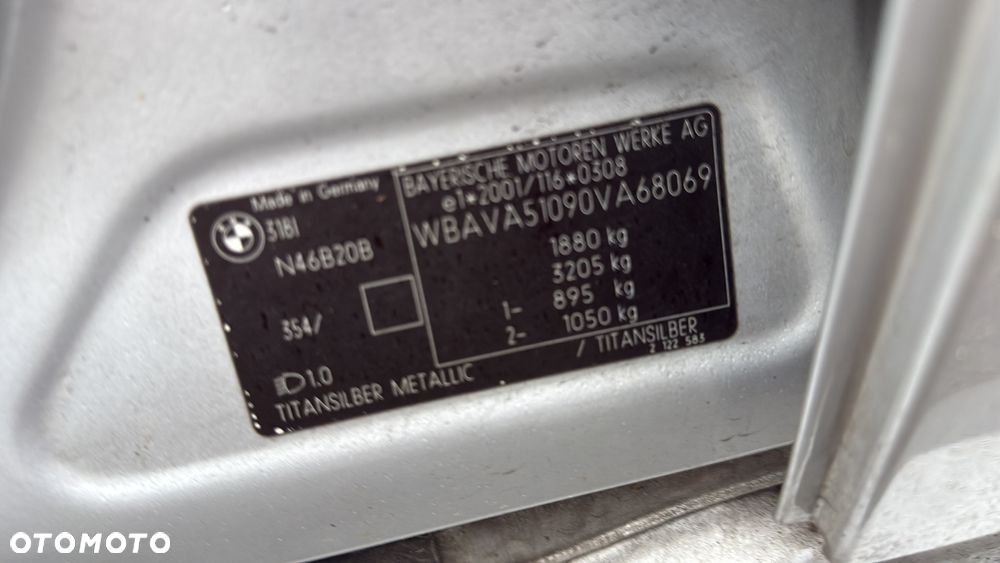 Made in Germany
318I
N46B20B
354/
1.0
TITANSILBER METALLIC
BAYERISCHE MOTOREN WERKE AG
e1*2001/116*0308
WBAVA51090VA68069
1880 kg
3205 kg
1- 895 kg
2- 1050 kg
/ TITANSILBER
2 122 583
OTOMOTO